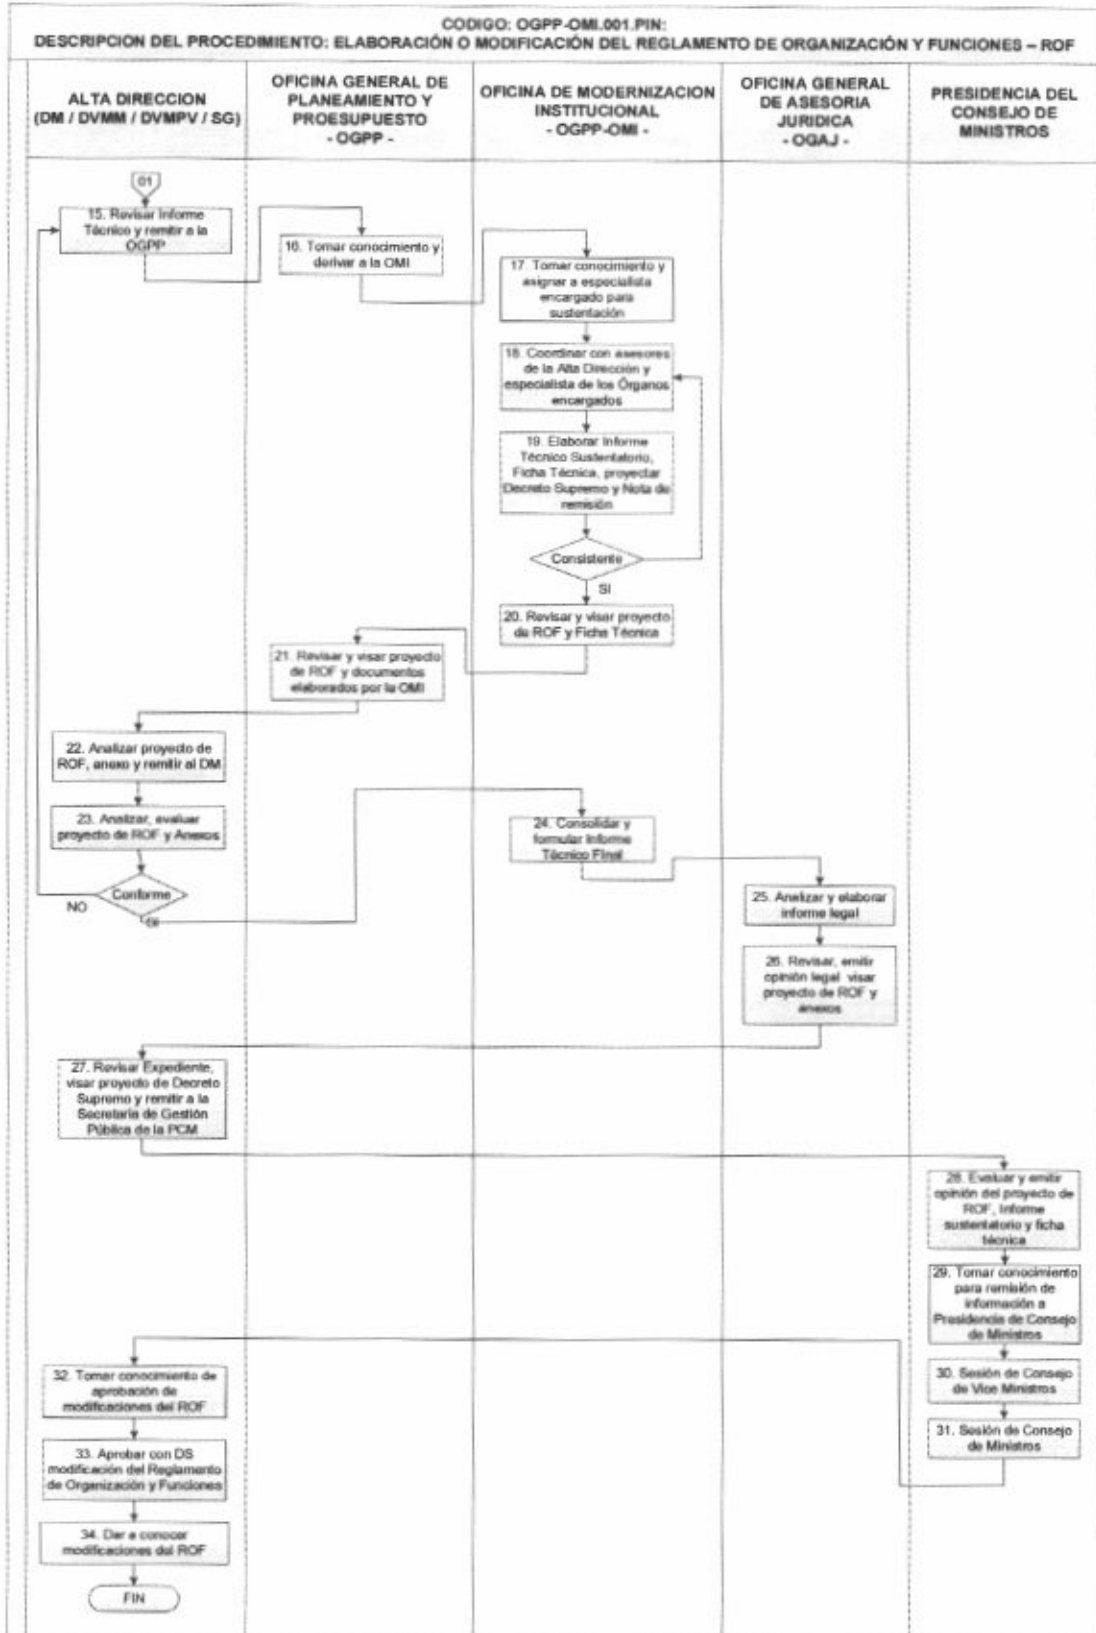 CODIGO: OGPP-OMI.001.PIN:
DESCRIPCION DEL PROCEDIMIENTO: ELABORACIÓN O MODIFICACIÓN DEL REGLAMENTO DE ORGANIZACIÓN Y FUNCIONES – ROF
ALTA DIRECCION
(DM / DVMM / DVMPV / SG)
OFICINA GENERAL DE
PLANEAMIENTO Y
PROESUPUESTO
- OGPP -
OFICINA DE MODERNIZACION
INSTITUCIONAL
- OGPP-OMI -
OFICINA GENERAL
DE ASESORIA
JURIDICA
- OGAJ -
PRESIDENCIA DEL
CONSEJO DE
MINISTROS
01
15. Revisar Informe
Técnico y remitir a la
OGPP
16. Tomar conocimiento y
derivar a la OMI
17. Tomar conocimiento y
asignar a especialista
encargado para
sustentación
18. Coordinar con asesores
de la Alta Dirección y
especialista de los Órganos
encargados
19. Elaborar Informe
Técnico Sustentatorio,
Ficha Técnica, proyectar
Decreto Supremo y Nota de
remisión
Consistente
SI
20. Revisar y visar proyecto
de ROF y Ficha Técnica
21. Revisar y visar proyecto
de ROF y documentos
elaborados por la OMI
22. Analizar proyecto de
ROF, anexo y remitir al DM
23. Analizar, evaluar
proyecto de ROF y Anexos
Conforme
NO
SI
24. Consolidar y
formular Informe
Técnico Final
25. Analizar y elaborar
informe legal
26. Revisar, emitir
opinión legal visar
proyecto de ROF y
anexos
27. Revisar Expediente,
visar proyecto de Decreto
Supremo y remitir a la
Secretaría de Gestión
Pública de la PCM
28. Evaluar y emitir
opinión del proyecto de
ROF, Informe
sustentatorio y ficha
técnica
29. Tomar conocimiento
para remisión de
información a
Presidencia de Consejo
de Ministros
30. Sesión de Consejo
de Vice Ministros
31. Sesión de Consejo
de Ministros
32. Tomar conocimiento de
aprobación de
modificaciones del ROF
33. Aprobar con DS
modificación del Reglamento
de Organización y Funciones
34. Dar a conocer
modificaciones del ROF
FIN